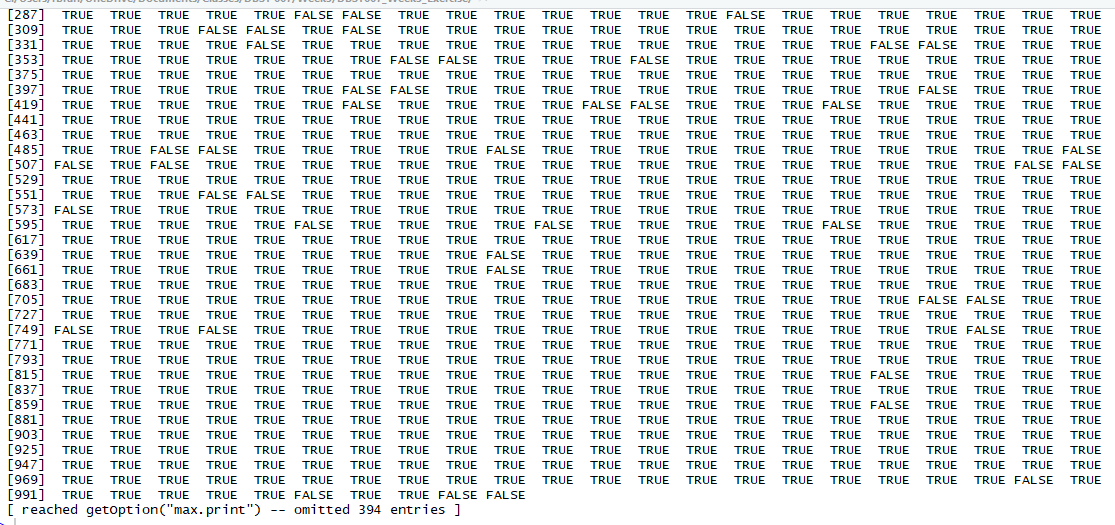 [287] TRUE TRUE TRUE TRUE TRUE FALSE FALSE TRUE TRUE TRUE TRUE TRUE TRUE TRUE FALSE TRUE TRUE TRUE TRUE TRUE TRUE TRUE
[309] TRUE TRUE TRUE FALSE FALSE TRUE FALSE TRUE TRUE TRUE TRUE TRUE TRUE TRUE TRUE TRUE TRUE TRUE TRUE TRUE TRUE TRUE
[331] TRUE TRUE TRUE TRUE FALSE TRUE TRUE TRUE TRUE TRUE TRUE TRUE TRUE TRUE TRUE TRUE TRUE FALSE FALSE TRUE TRUE TRUE
[353] TRUE TRUE TRUE TRUE TRUE TRUE TRUE FALSE FALSE TRUE TRUE TRUE FALSE TRUE TRUE TRUE TRUE TRUE TRUE TRUE TRUE TRUE
[375] TRUE TRUE TRUE TRUE TRUE TRUE TRUE TRUE TRUE TRUE TRUE TRUE TRUE TRUE TRUE TRUE TRUE TRUE TRUE TRUE TRUE TRUE
[397] TRUE TRUE TRUE TRUE TRUE TRUE FALSE FALSE TRUE TRUE TRUE TRUE TRUE TRUE TRUE TRUE TRUE TRUE FALSE TRUE TRUE TRUE
[419] TRUE TRUE TRUE TRUE TRUE TRUE FALSE TRUE TRUE TRUE TRUE FALSE FALSE TRUE TRUE TRUE FALSE TRUE TRUE TRUE TRUE TRUE
[441] TRUE TRUE TRUE TRUE TRUE TRUE TRUE TRUE TRUE TRUE TRUE TRUE TRUE TRUE TRUE TRUE TRUE TRUE TRUE TRUE TRUE TRUE
[463] TRUE TRUE TRUE TRUE TRUE TRUE TRUE TRUE TRUE TRUE TRUE TRUE TRUE TRUE TRUE TRUE TRUE TRUE TRUE TRUE TRUE TRUE
[485] TRUE TRUE FALSE FALSE TRUE TRUE TRUE TRUE TRUE FALSE TRUE TRUE TRUE TRUE TRUE TRUE TRUE TRUE TRUE TRUE TRUE FALSE
[507] FALSE TRUE FALSE TRUE TRUE TRUE TRUE TRUE TRUE TRUE TRUE TRUE TRUE TRUE TRUE TRUE TRUE TRUE TRUE TRUE FALSE FALSE
[529] TRUE TRUE TRUE TRUE TRUE TRUE TRUE TRUE TRUE TRUE TRUE TRUE TRUE TRUE TRUE TRUE TRUE TRUE TRUE TRUE TRUE TRUE
[551] TRUE TRUE TRUE FALSE FALSE TRUE TRUE TRUE TRUE TRUE TRUE TRUE TRUE TRUE TRUE TRUE TRUE TRUE TRUE TRUE TRUE TRUE
[573] FALSE TRUE TRUE TRUE TRUE TRUE TRUE TRUE TRUE TRUE TRUE TRUE TRUE TRUE TRUE TRUE TRUE TRUE TRUE TRUE TRUE TRUE
[595] TRUE TRUE TRUE TRUE TRUE FALSE TRUE TRUE TRUE TRUE FALSE TRUE TRUE TRUE TRUE TRUE FALSE TRUE TRUE TRUE TRUE TRUE
[617] TRUE TRUE TRUE TRUE TRUE TRUE TRUE TRUE TRUE TRUE TRUE TRUE TRUE TRUE TRUE TRUE TRUE TRUE TRUE TRUE TRUE TRUE
[639] TRUE TRUE TRUE TRUE TRUE TRUE TRUE TRUE TRUE FALSE TRUE TRUE TRUE TRUE TRUE TRUE TRUE TRUE TRUE TRUE TRUE TRUE
[661] TRUE TRUE TRUE TRUE TRUE TRUE TRUE TRUE TRUE FALSE TRUE TRUE TRUE TRUE TRUE TRUE TRUE TRUE TRUE TRUE TRUE TRUE
[683] TRUE TRUE TRUE TRUE TRUE TRUE TRUE TRUE TRUE TRUE TRUE TRUE TRUE TRUE TRUE TRUE TRUE TRUE TRUE TRUE TRUE TRUE
[705] TRUE TRUE TRUE TRUE TRUE TRUE TRUE TRUE TRUE TRUE TRUE TRUE TRUE TRUE TRUE TRUE TRUE TRUE FALSE FALSE TRUE TRUE
[727] TRUE TRUE TRUE TRUE TRUE TRUE TRUE TRUE TRUE TRUE TRUE TRUE TRUE TRUE TRUE TRUE TRUE TRUE TRUE TRUE TRUE TRUE
[749] FALSE TRUE TRUE FALSE TRUE TRUE TRUE TRUE TRUE TRUE TRUE TRUE TRUE TRUE TRUE TRUE TRUE TRUE TRUE FALSE TRUE TRUE
[771] TRUE TRUE TRUE TRUE TRUE TRUE TRUE TRUE TRUE TRUE TRUE TRUE TRUE TRUE TRUE TRUE TRUE TRUE TRUE TRUE TRUE TRUE
[793] TRUE TRUE TRUE TRUE TRUE TRUE TRUE TRUE TRUE TRUE TRUE TRUE TRUE TRUE TRUE TRUE TRUE TRUE TRUE TRUE TRUE TRUE
[815] TRUE TRUE TRUE TRUE TRUE TRUE TRUE TRUE TRUE TRUE TRUE TRUE TRUE TRUE TRUE TRUE TRUE FALSE TRUE TRUE TRUE TRUE
[837] TRUE TRUE TRUE TRUE TRUE TRUE TRUE TRUE TRUE TRUE TRUE TRUE TRUE TRUE TRUE TRUE TRUE TRUE TRUE TRUE TRUE TRUE
[859] TRUE TRUE TRUE TRUE TRUE TRUE TRUE TRUE TRUE TRUE TRUE TRUE TRUE TRUE TRUE TRUE TRUE FALSE TRUE TRUE TRUE TRUE
[881] TRUE TRUE TRUE TRUE TRUE TRUE TRUE TRUE TRUE TRUE TRUE TRUE TRUE TRUE TRUE TRUE TRUE TRUE TRUE TRUE TRUE TRUE
[903] TRUE TRUE TRUE TRUE TRUE TRUE TRUE TRUE TRUE TRUE TRUE TRUE TRUE TRUE TRUE TRUE TRUE TRUE TRUE TRUE TRUE TRUE
[925] TRUE TRUE TRUE TRUE TRUE TRUE TRUE TRUE TRUE TRUE TRUE TRUE TRUE TRUE TRUE TRUE TRUE TRUE TRUE TRUE TRUE TRUE
[947] TRUE TRUE TRUE TRUE TRUE TRUE TRUE TRUE TRUE TRUE TRUE TRUE TRUE TRUE TRUE TRUE TRUE TRUE TRUE TRUE TRUE TRUE
[969] TRUE TRUE TRUE TRUE TRUE TRUE TRUE TRUE TRUE TRUE TRUE TRUE TRUE TRUE TRUE TRUE TRUE TRUE TRUE TRUE FALSE TRUE
[991] TRUE TRUE TRUE TRUE TRUE FALSE TRUE TRUE FALSE FALSE
[ reached getOption("max.print") -- omitted 394 entries ]